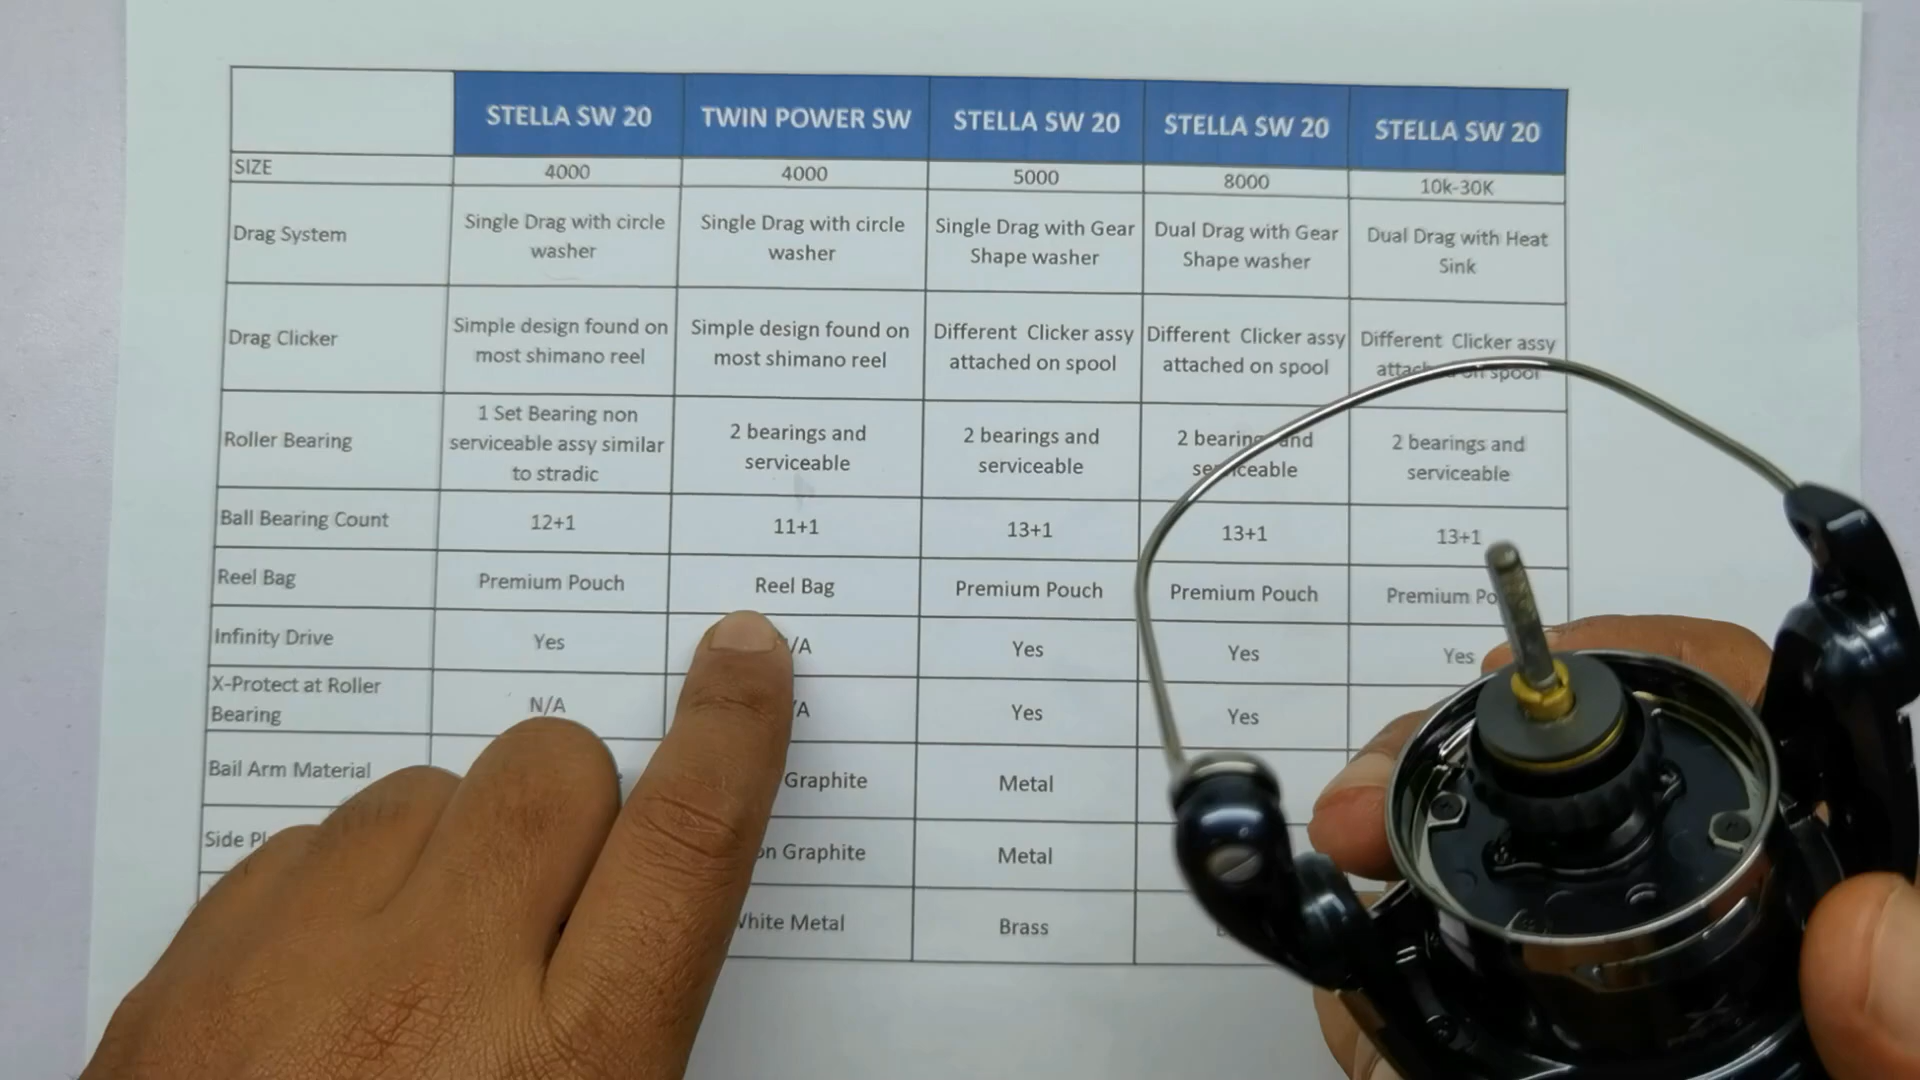 STELLA SW 20 TWIN POWER SW STELLA SW 20 STELLA SW 20 STELLA SW 20
SIZE 4000 4000 5000 8000 10k-30K
Drag System
Single Drag with circle
washer
Single Drag with circle
washer
Single Drag with Gear
Shape washer
Dual Drag with Gear
Shape washer
Dual Drag with Heat
Sink
Drag Clicker
Simple design found on
most shimano reel
Simple design found on
most shimano reel
Different Clicker assy
attached on spool
Different Clicker assy
attached on spool
Different Clicker assy
on spool
Roller Bearing
1 Set Bearing non
serviceable assy similar
to stradic
2 bearings and
serviceable
2 bearings and
serviceable
2 and
2 bearings and
serviceable
Ball Bearing Count 12+1 11+1 13+1 13+1 13+1
Reel Bag Premium Pouch Reel Bag Premium Pouch Premium Pouch Premium
Infinity Drive Yes Yes Yes Yes
X-Protect at Roller
Bearing
N/A Yes Yes
Bail Arm Material Graphite Metal
Side Graphite Metal
Metal Brass